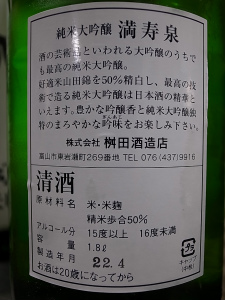 純米大吟醸 満寿泉
酒の芸術品といわれる大吟醸のうちで
も最高の純米大吟醸。
好適米山田錦を50%精白し、最高の技
術で造る純米大吟醸は日本酒の精華と
いえます。豊かな吟醸香と純米大吟醸独
特のまろやかな吟味をお楽しみ下さい。
株式会社 桝田酒造店
富山市東岩瀬町269番地 TEL 076(437)9916
清酒
原材料名 米・米麹
精米歩合50%
アルコール分 15度以上 16度未満
容量 1.8ℓ
製造年月 22.4
お酒は20歳になってから
キャップ